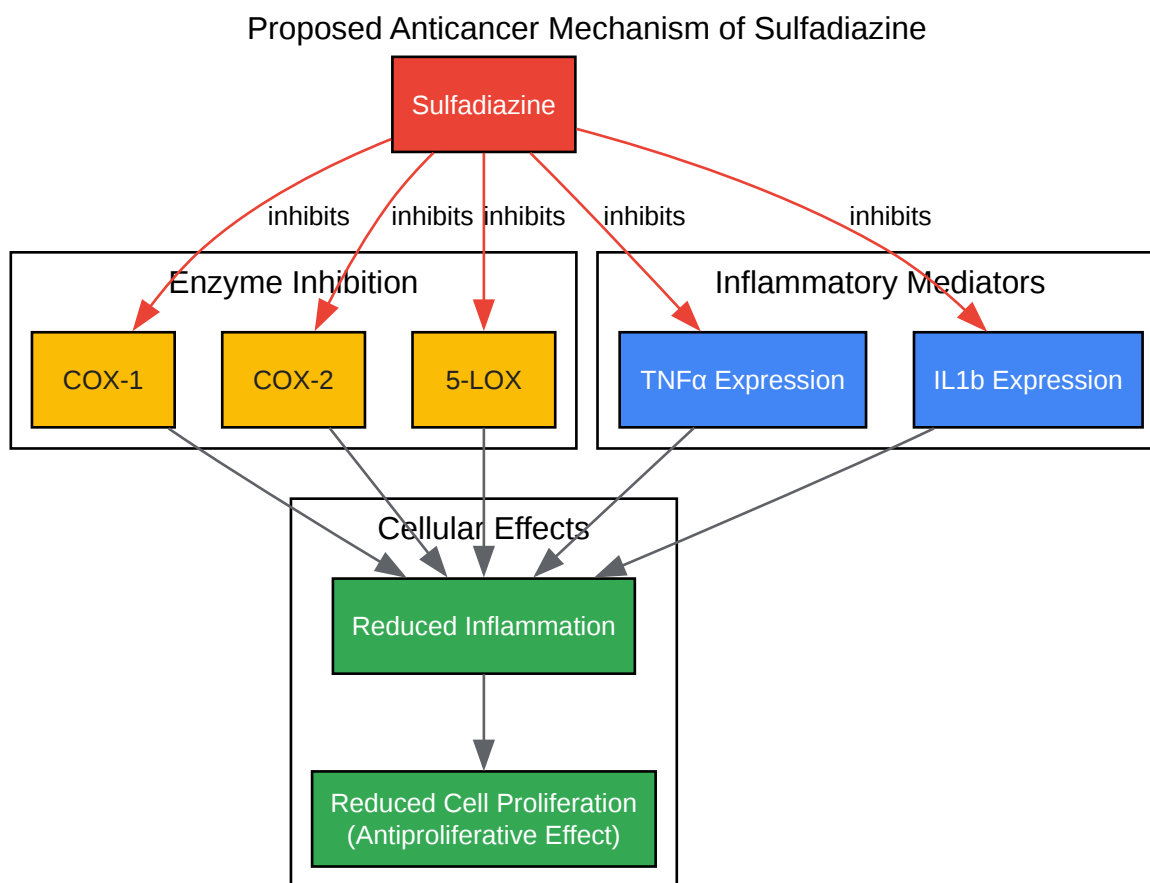 Proposed Anticancer Mechanism of Sulfadiazine
Sulfadiazine
inhibits
inhibits
inhibits
inhibits
inhibits
Enzyme Inhibition
Inflammatory Mediators
COX-1
COX-2
5-LOX
TNFα Expression
IL1b Expression
Cellular Effects
Reduced Inflammation
Reduced Cell Proliferation
(Antiproliferative Effect)